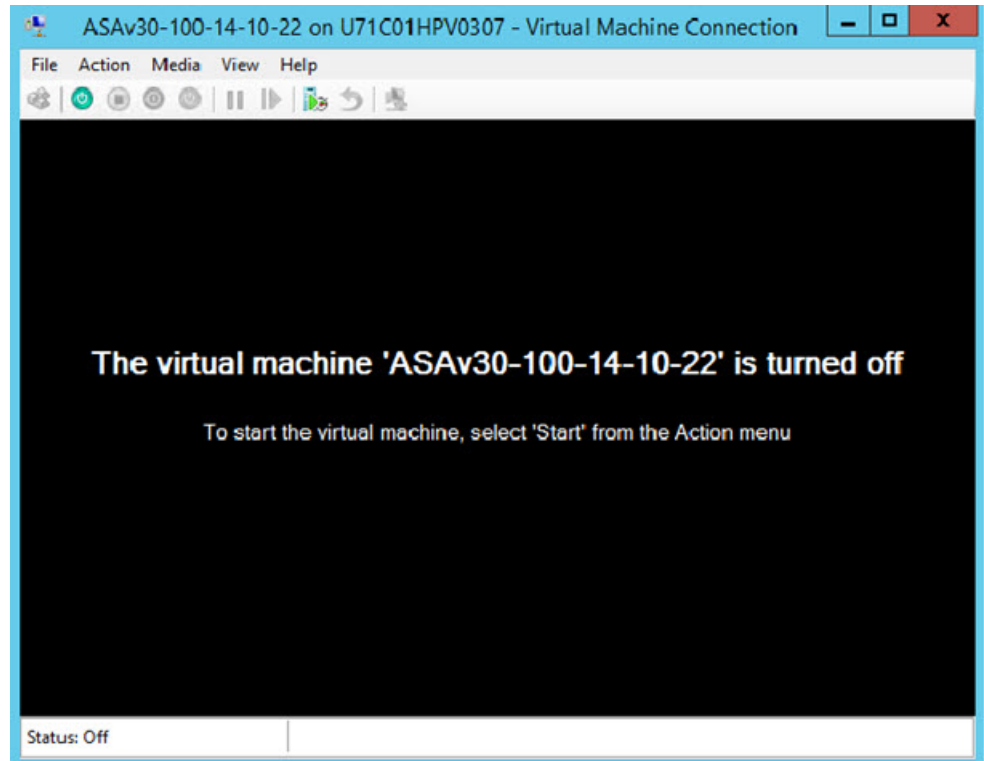 ASAv30-100-14-10-22 on U71C01HPV0307 - Virtual Machine Connection
File Action Media View Help
The virtual machine 'ASAv30-100-14-10-22' is turned off
To start the virtual machine, select 'Start' from the Action menu
Status: Off